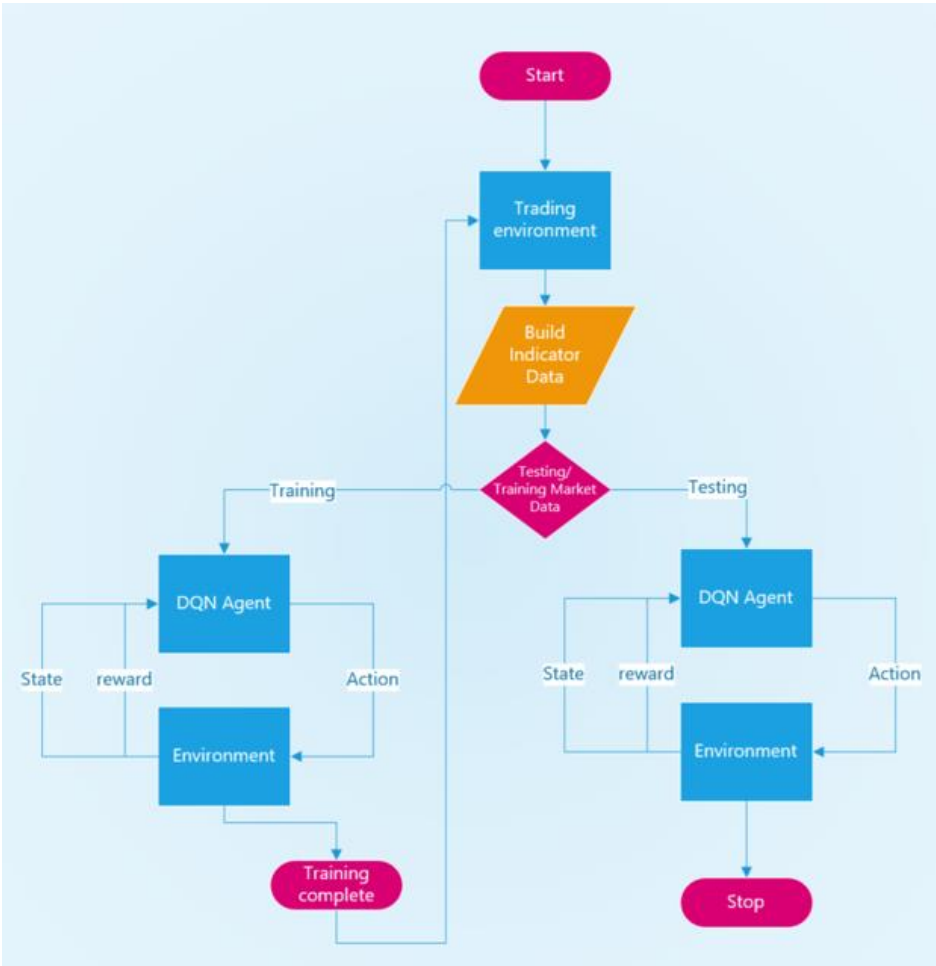 Start
Trading
environment
Build
Indicator
Data
Testing/
Training Market
Data
Training
Testing
DQN Agent
State
reward
Action
Environment
Training
complete
DQN Agent
State
reward
Action
Environment
Stop